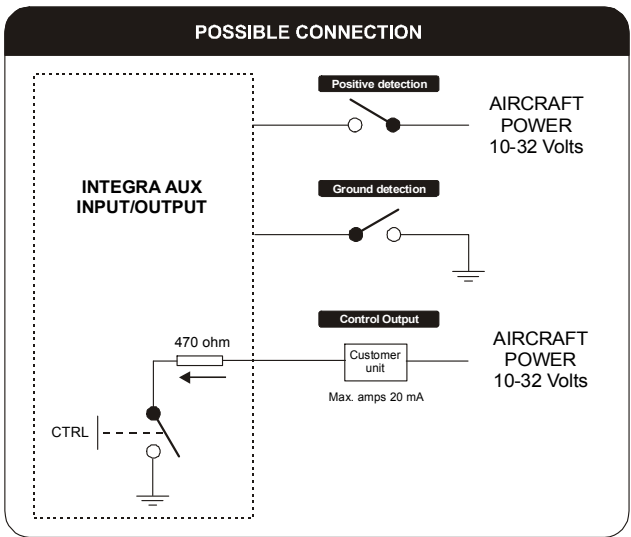 POSSIBLE CONNECTION
Positive detection
AIRCRAFT
POWER
10-32 Volts
INTEGRA AUX
INPUT/OUTPUT
Ground detection
Control Output
470 ohm
Customer
unit
AIRCRAFT
POWER
10-32 Volts
Max. amps 20 mA
CTRL